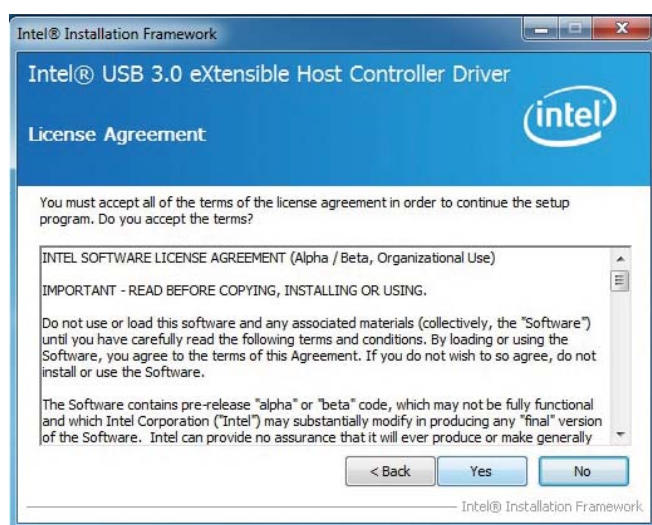 Intel® Installation Framework
Intel® USB 3.0 eXtensible Host Controller Driver
intel
License Agreement
You must accept all of the terms of the license agreement in order to continue the setup
program. Do you accept the terms?
INTEL SOFTWARE LICENSE AGREEMENT (Alpha / Beta, Organizational Use)
IMPORTANT - READ BEFORE COPYING, INSTALLING OR USING.
Do not use or load this software and any associated materials (collectively, the "Software")
until you have carefully read the following terms and conditions. By loading or using the
Software, you agree to the terms of this Agreement. If you do not wish to so agree, do not
install or use the Software.
The Software contains pre-release "alpha" or "beta" code, which may not be fully functional
and which Intel Corporation ("Intel") may substantially modify in producing any "final" version
of the Software. Intel can provide no assurance that it will ever produce or make generally
< Back Yes No
Intel® Installation Framework